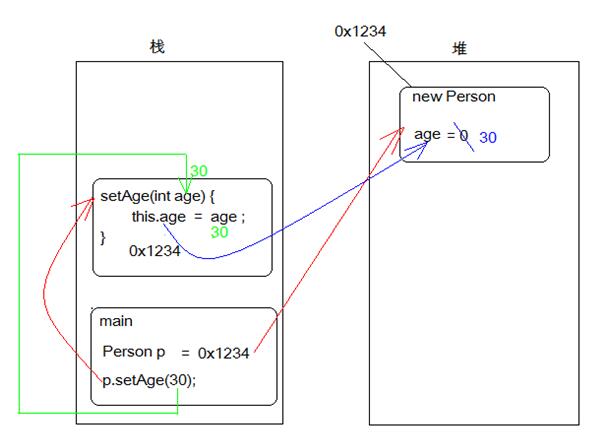 栈
0x1234
堆
new Person
age = 0 30
30
setAge(int age) {
this.age = age ;
30
}
0x1234
main
Person p = 0x1234
p.setAge(30);